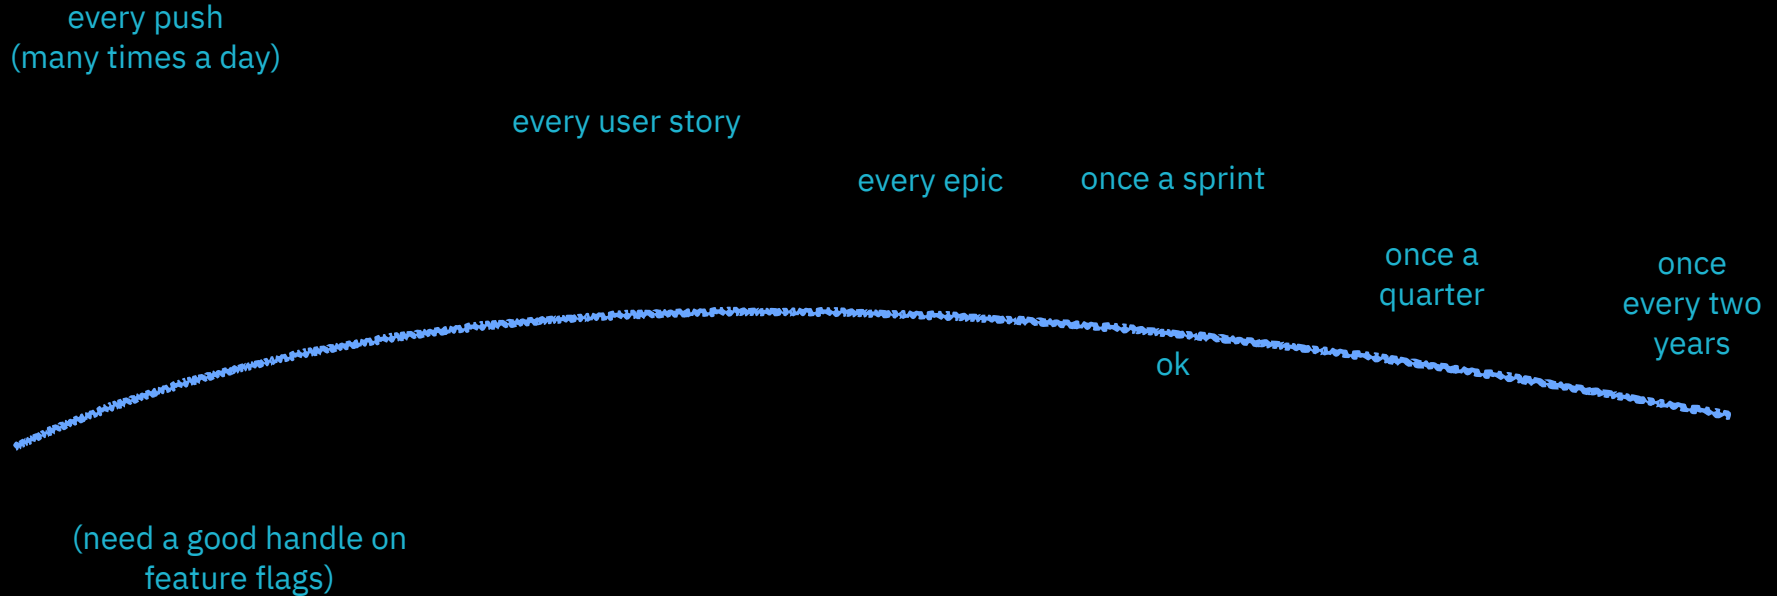 every push
(many times a day)
every user story
every epic
once a sprint
once a
quarter
once
every two
years
ok
(need a good handle on
feature flags)